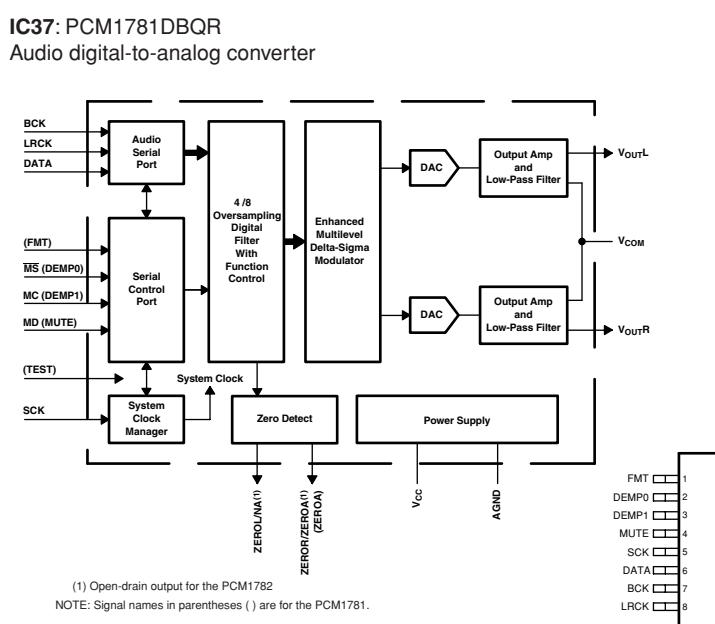 IC37: PCM1781DBQR
Audio digital-to-analog converter
BCK
LRCK
DATA
Audio
Serial
Port
(FMT)
MS (DEMP0)
MC (DEMP1)
MD (MUTE)
Serial
Control
Port
(TEST)
SCK
System
Clock
Manager
System Clock
4 /8
Oversampling
Digital
Filter
With
Function
Control
Enhanced
Multilevel
Delta-Sigma
Modulator
DAC
Output Amp
and
Low-Pass Filter
VOUTL
VCOM
DAC
Output Amp
and
Low-Pass Filter
VOUTR
Zero Detect
Power Supply
ZEROL/NA(1)
ZEROR/ZEROA(1)
(ZEROA)
VCC
AGND
(1) Open-drain output for the PCM1782
NOTE: Signal names in parentheses ( ) are for the PCM1781.
FMT 1
DEMP0 2
DEMP1 3
MUTE 4
SCK 5
DATA 6
BCK 7
LRCK 8